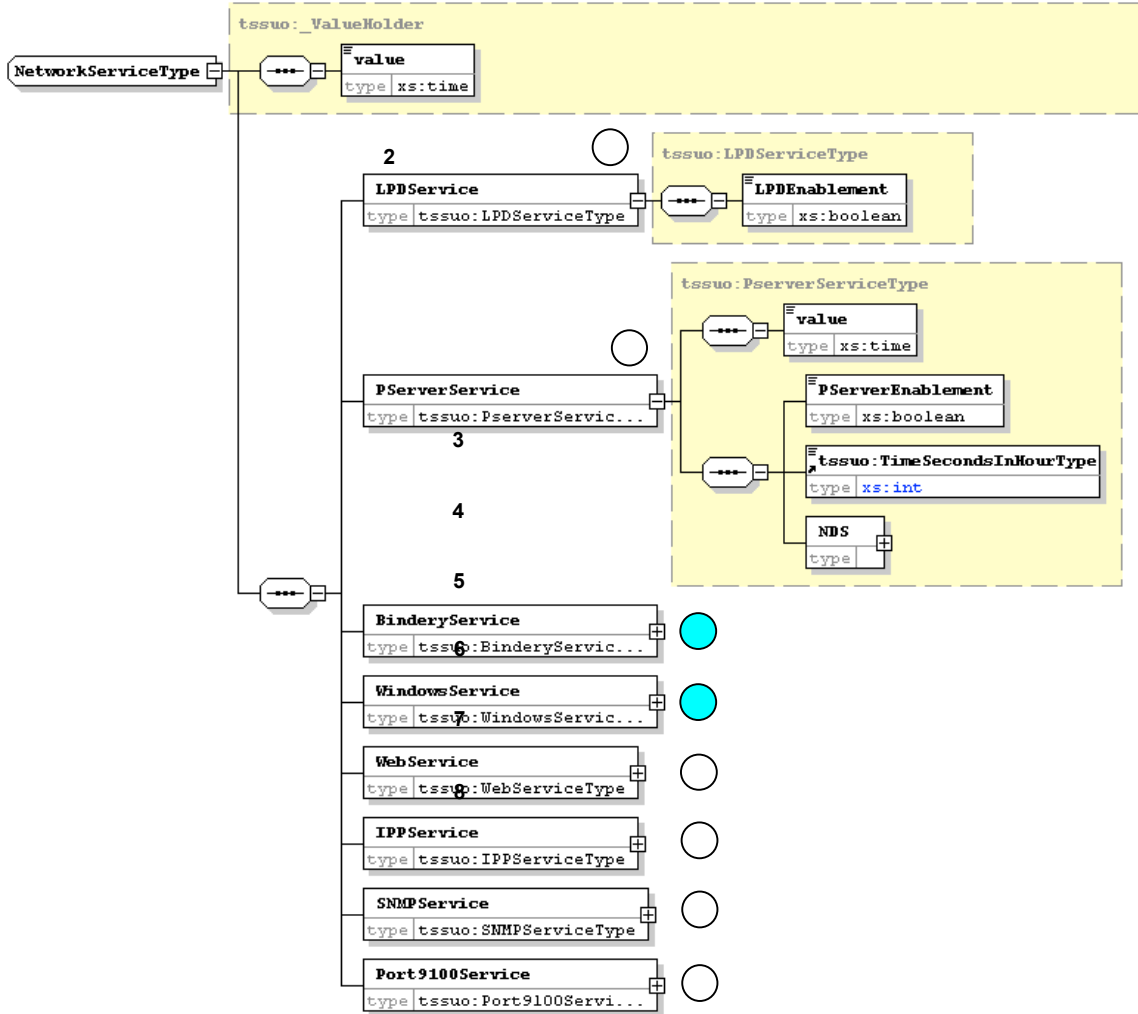 tssuo:_ValueHolder
value
NetworkServiceType
type xs:time
2
tssuo:LPDServiceType
LPDService
LPDEnablement
type tssuo:LPDServiceType
type xs:boolean
tssuo:PserverServiceType
value
type xs:time
PServerService
PServerEnablement
type tssuo:PserverServic...
type xs:boolean
3
tssuo:TimeSecondsInHourType
type xs:int
4
NDS
type
5
BinderyService
type tssuo:BinderyServic...
6
WindowsService
type tssuo:WindowsServic...
7
WebService
type tssuo:WebServiceType
8
IPPService
type tssuo:IPPServiceType
SNMPService
type tssuo:SNMPServiceType
Port9100Service
type tssuo:Port9100Servi...